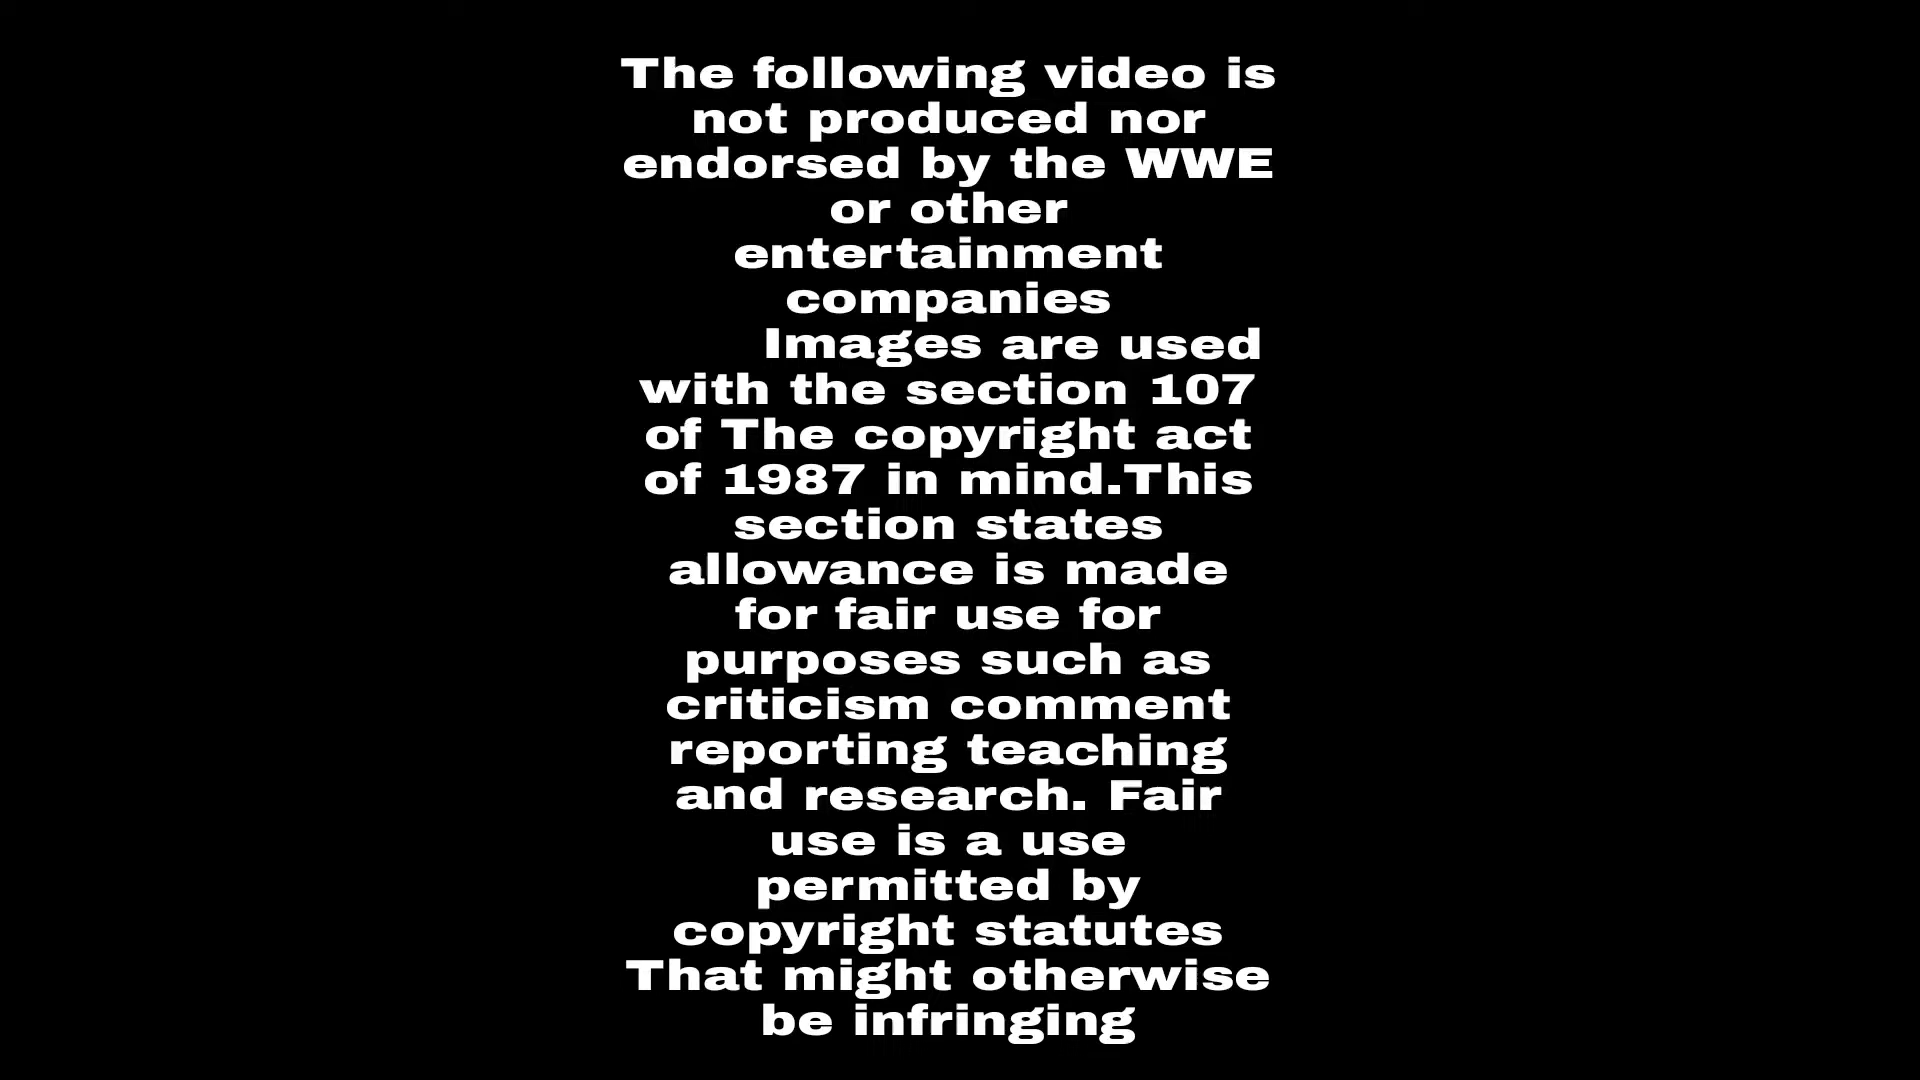 The following video is
not produced nor
endorsed by the WWE
or other
entertainment
companies
Images are used
with the section 107
of The copyright act
of 1987 in mind.This
section states
allowance is made
for fair use for
purposes such as
criticism comment
reporting teaching
and research. Fair
use is a use
permitted by
copyright statutes
That might otherwise
be infringing